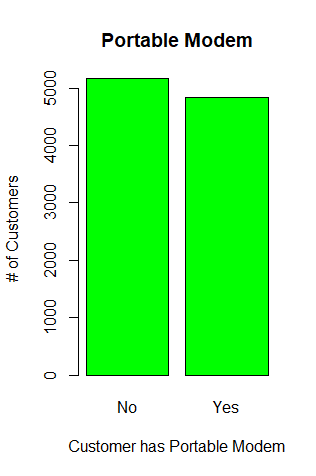 Portable Modem
# of Customers
5000
4000
3000
2000
1000
0
No Yes
Customer has Portable Modem